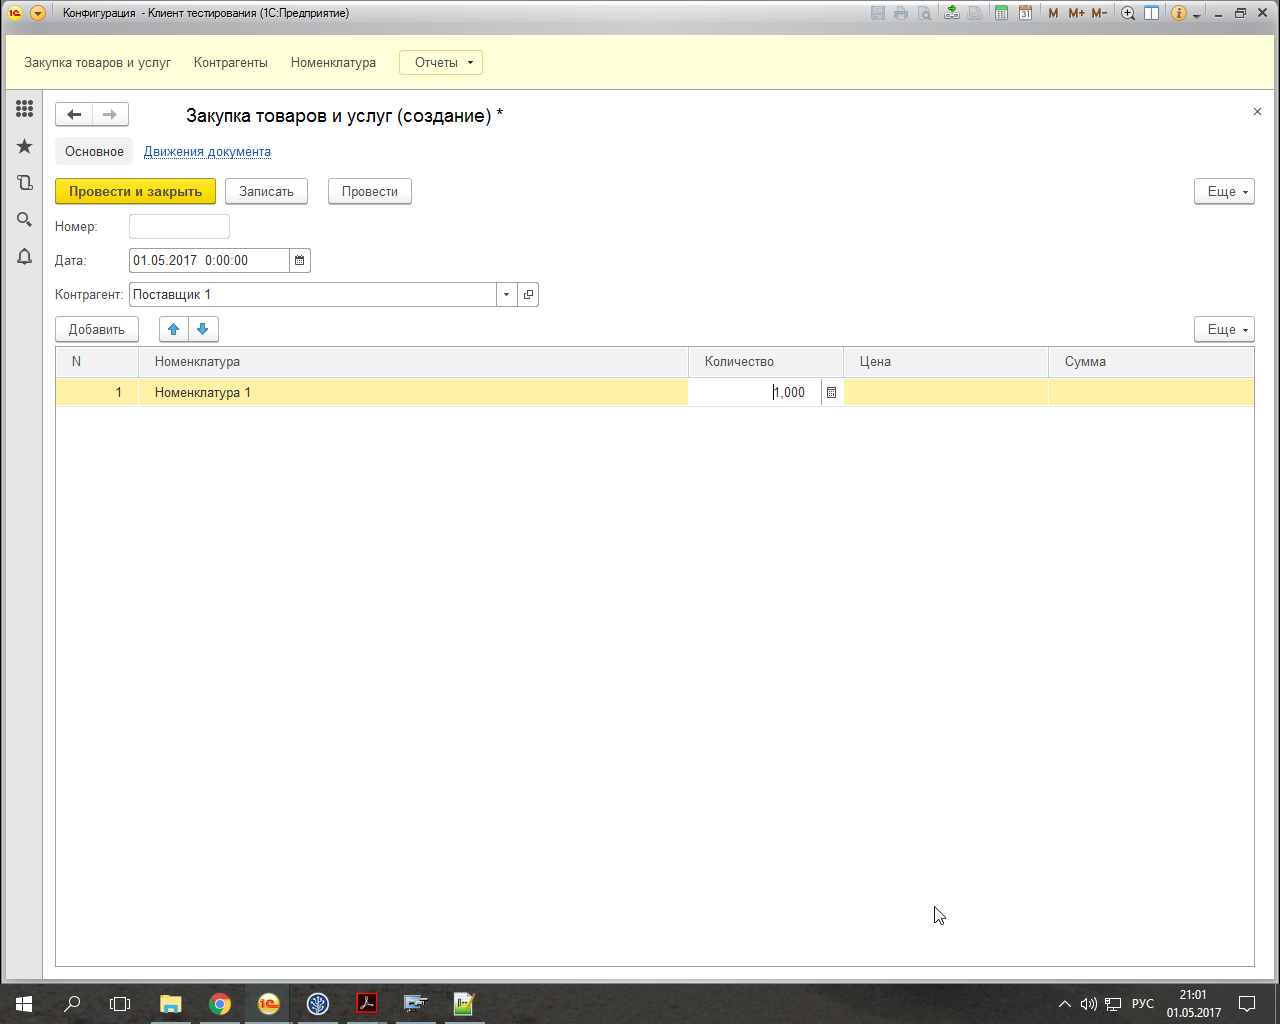 1С Конфигурация - Клиент тестирования (1С:Предприятие) 31 M M+ M-
Закупка товаров и услуг Контрагенты Номенклатура Отчеты
Закупка товаров и услуг (создание) *
Основное Движения документа
Провести и закрыть Записать Провести Еще
Номер:
Дата: 01.05.2017 0:00:00
Контрагент: Поставщик 1
Добавить Еще
N Номенклатура Количество Цена Сумма
1 Номенклатура 1 1,000
РУС 21:01
01.05.2017